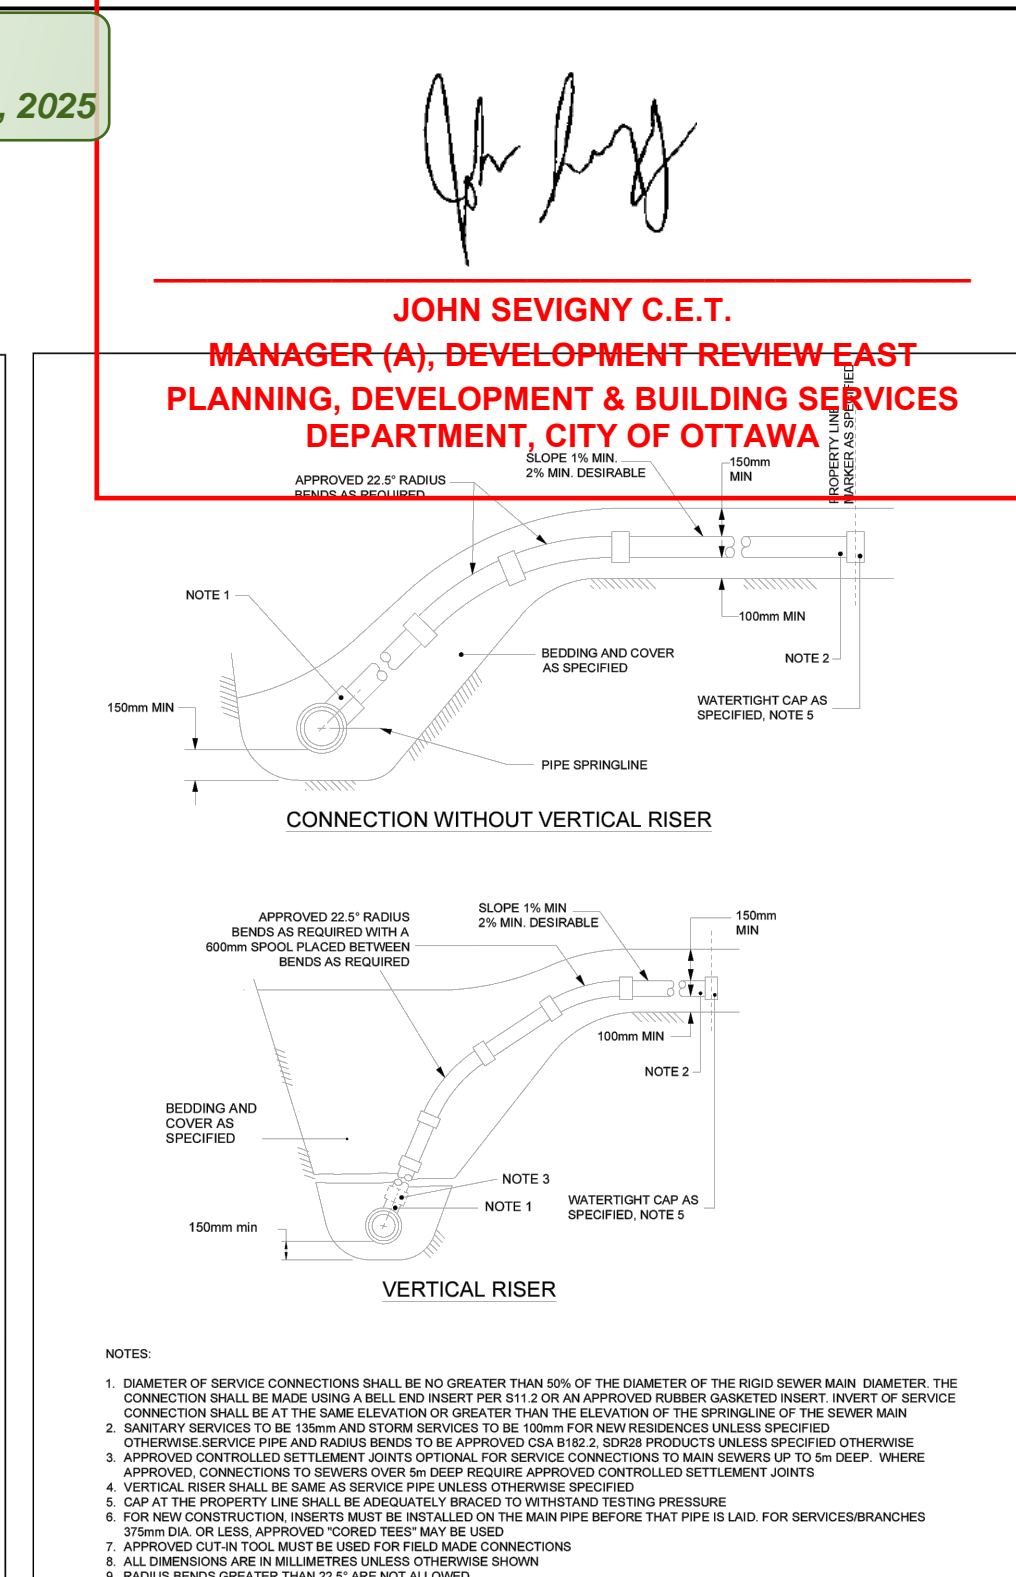 , 2025
John Sevigny
JOHN SEVIGNY C.E.T.
MANAGER (A), DEVELOPMENT REVIEW EAST
PLANNING, DEVELOPMENT & BUILDING SERVICES
DEPARTMENT, CITY OF OTTAWA
PROPERTY LINE
MARKER AS SPECIFIED
SLOPE 1% MIN.
2% MIN. DESIRABLE
150mm
MIN
APPROVED 22.5° RADIUS
BENDS AS REQUIRED
NOTE 1
100mm MIN
BEDDING AND COVER
AS SPECIFIED
NOTE 2
WATERTIGHT CAP AS
SPECIFIED, NOTE 5
150mm MIN
PIPE SPRINGLINE
CONNECTION WITHOUT VERTICAL RISER
APPROVED 22.5° RADIUS
BENDS AS REQUIRED WITH A
600mm SPOOL PLACED BETWEEN
BENDS AS REQUIRED
SLOPE 1% MIN
2% MIN. DESIRABLE
150mm
MIN
100mm MIN
NOTE 2
BEDDING AND
COVER AS
SPECIFIED
NOTE 3
NOTE 1
WATERTIGHT CAP AS
SPECIFIED, NOTE 5
150mm min
VERTICAL RISER
NOTES:
1. DIAMETER OF SERVICE CONNECTIONS SHALL BE NO GREATER THAN 50% OF THE DIAMETER OF THE RIGID SEWER MAIN DIAMETER. THE
CONNECTION SHALL BE MADE USING A BELL END INSERT PER S11.2 OR AN APPROVED RUBBER GASKETED INSERT. INVERT OF SERVICE
CONNECTION SHALL BE AT THE SAME ELEVATION OR GREATER THAN THE ELEVATION OF THE SPRINGLINE OF THE SEWER MAIN
2. SANITARY SERVICES TO BE 135mm AND STORM SERVICES TO BE 100mm FOR NEW RESIDENCES UNLESS SPECIFIED
OTHERWISE.SERVICE PIPE AND RADIUS BENDS TO BE APPROVED CSA B182.2, SDR28 PRODUCTS UNLESS SPECIFIED OTHERWISE
3. APPROVED CONTROLLED SETTLEMENT JOINTS OPTIONAL FOR SERVICE CONNECTIONS TO MAIN SEWERS UP TO 5m DEEP. WHERE
APPROVED, CONNECTIONS TO SEWERS OVER 5m DEEP REQUIRE APPROVED CONTROLLED SETTLEMENT JOINTS
4. VERTICAL RISER SHALL BE SAME AS SERVICE PIPE UNLESS OTHERWISE SPECIFIED
5. CAP AT THE PROPERTY LINE SHALL BE ADEQUATELY BRACED TO WITHSTAND TESTING PRESSURE
6. FOR NEW CONSTRUCTION, INSERTS MUST BE INSTALLED ON THE MAIN PIPE BEFORE THAT PIPE IS LAID. FOR SERVICES/BRANCHES
375mm DIA. OR LESS, APPROVED "CORED TEES" MAY BE USED
7. APPROVED CUT-IN TOOL MUST BE USED FOR FIELD MADE CONNECTIONS
8. ALL DIMENSIONS ARE IN MILLIMETRES UNLESS OTHERWISE SHOWN
9. RADIUS BENDS GREATER THAN 22.5° ARE NOT ALLOWED